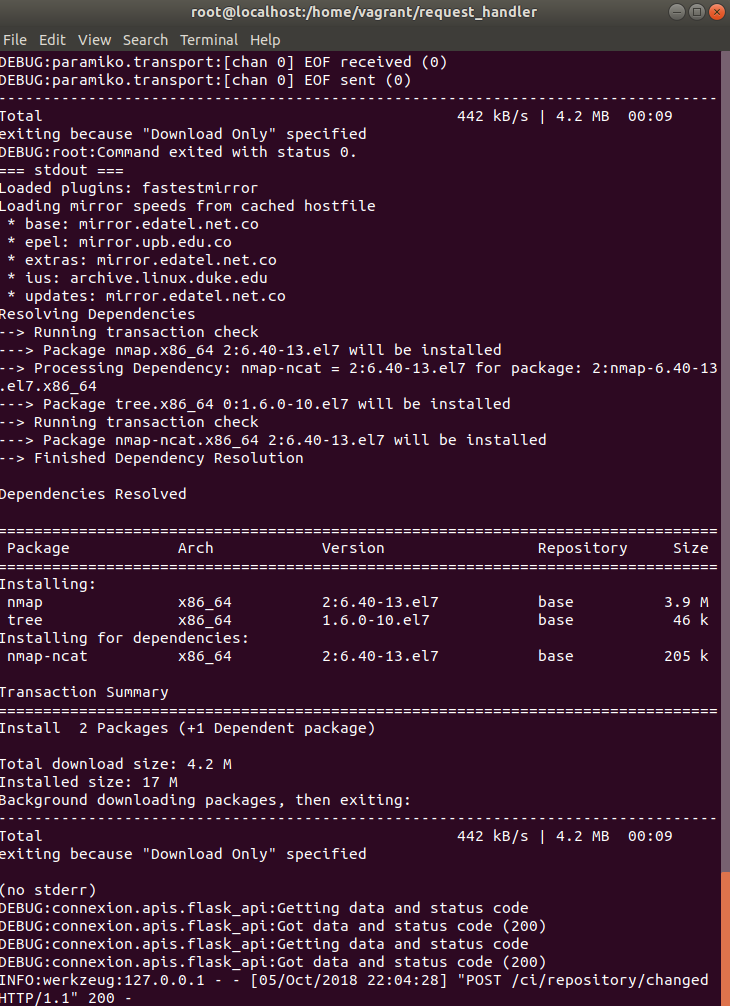 root@localhost:/home/vagrant/request_handler
File Edit View Search Terminal Help
DEBUG:paramiko.transport:[chan 0] EOF received (0)
DEBUG:paramiko.transport:[chan 0] EOF sent (0)
--------------------------------------------------------------------------------
Total                                              442 kB/s | 4.2 MB  00:09
exiting because "Download Only" specified
DEBUG:root:Command exited with status 0.
=== stdout ===
Loaded plugins: fastestmirror
Loading mirror speeds from cached hostfile
 * base: mirror.edatel.net.co
 * epel: mirror.upb.edu.co
 * extras: mirror.edatel.net.co
 * ius: archive.linux.duke.edu
 * updates: mirror.edatel.net.co
Resolving Dependencies
--> Running transaction check
---> Package nmap.x86_64 2:6.40-13.el7 will be installed
--> Processing Dependency: nmap-ncat = 2:6.40-13.el7 for package: 2:nmap-6.40-13
.el7.x86_64
---> Package tree.x86_64 0:1.6.0-10.el7 will be installed
--> Running transaction check
---> Package nmap-ncat.x86_64 2:6.40-13.el7 will be installed
--> Finished Dependency Resolution
Dependencies Resolved
================================================================================
 Package            Arch            Version                 Repository     Size
================================================================================
Installing:
 nmap               x86_64          2:6.40-13.el7           base          3.9 M
 tree               x86_64          1.6.0-10.el7            base           46 k
Installing for dependencies:
 nmap-ncat          x86_64          2:6.40-13.el7           base          205 k
Transaction Summary
================================================================================
Install  2 Packages (+1 Dependent package)
Total download size: 4.2 M
Installed size: 17 M
Background downloading packages, then exiting:
--------------------------------------------------------------------------------
Total                                              442 kB/s | 4.2 MB  00:09
exiting because "Download Only" specified
(no stderr)
DEBUG:connexion.apis.flask_api:Getting data and status code
DEBUG:connexion.apis.flask_api:Got data and status code (200)
DEBUG:connexion.apis.flask_api:Getting data and status code
DEBUG:connexion.apis.flask_api:Got data and status code (200)
INFO:werkzeug:127.0.0.1 - - [05/Oct/2018 22:04:28] "POST /ci/repository/changed
HTTP/1.1" 200 -